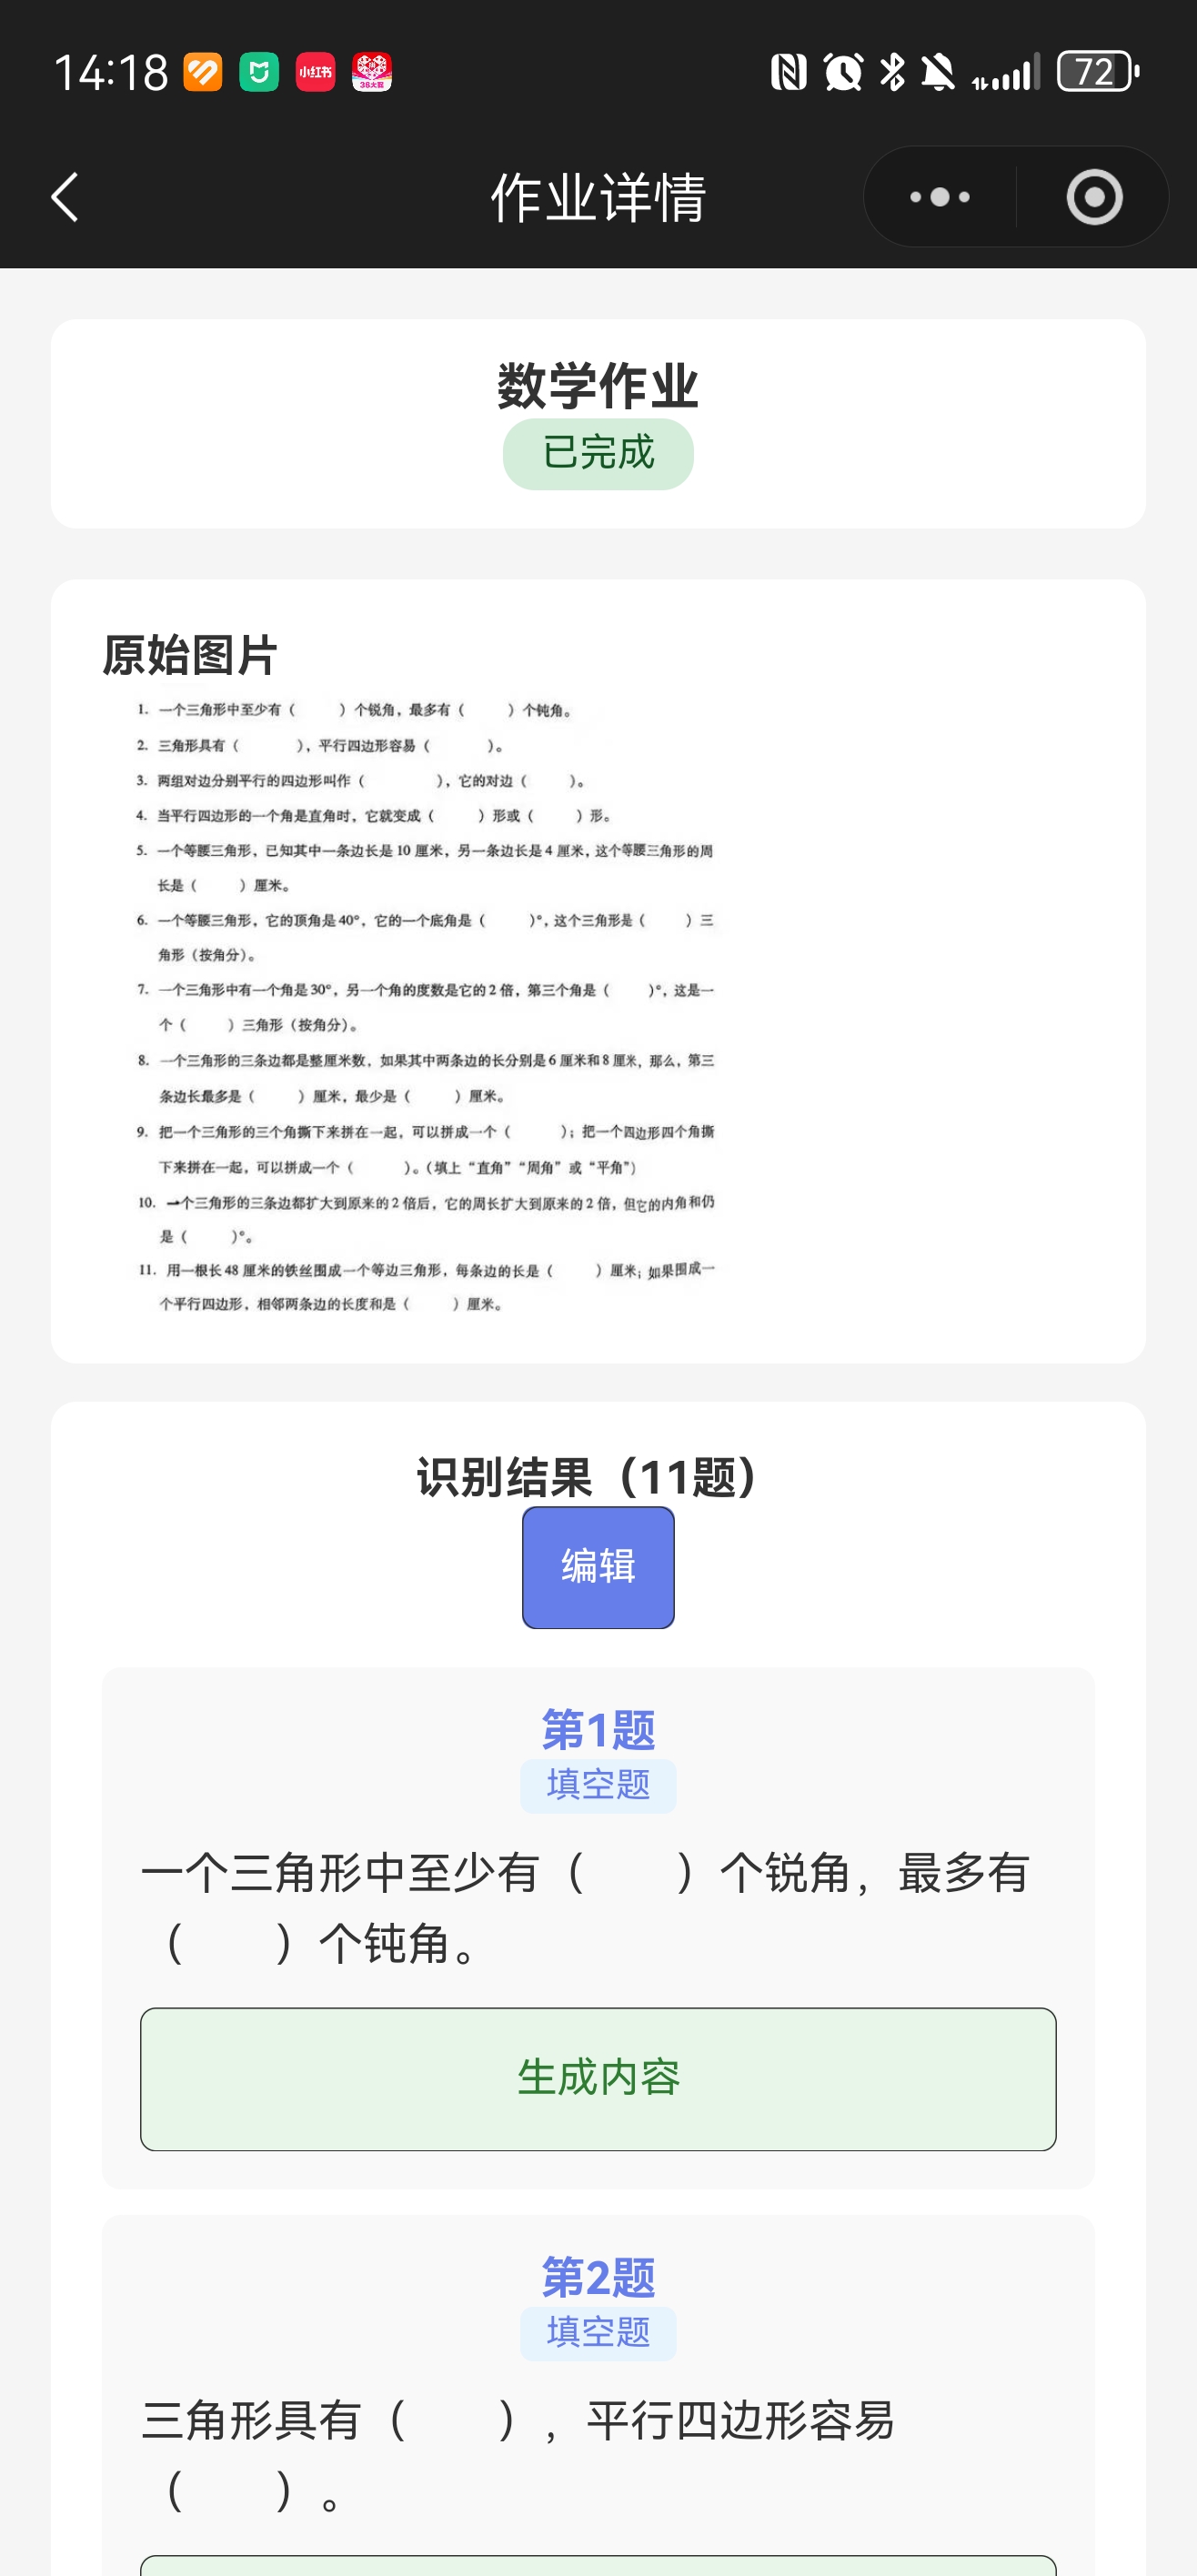 14:18
小红书
72
作业详情
数学作业
已完成
原始图片
1. 一个三角形中至少有（ ）个锐角，最多有（ ）个钝角。
2. 三角形具有（ ），平行四边形容易（ ）。
3. 两组对边分别平行的四边形叫作（ ），它的对边（ ）。
4. 当平行四边形的一个角是直角时，它就变成（ ）形或（ ）形。
5. 一个等腰三角形，已知其中一条边长是 10 厘米，另一条边长是 4 厘米，这个等腰三角形的周
长是（ ）厘米。
6. 一个等腰三角形，它的顶角是 40°，它的一个底角是（ ）°，这个三角形是（ ）三
角形（按角分）。
7. 一个三角形中有一个角是 30°，另一个角的度数是它的 2 倍，第三个角是（ ）°，这是一
个（ ）三角形（按角分）。
8. 一个三角形的三条边都是整厘米数，如果其中两条边的长分别是 6 厘米和 8 厘米，那么，第三
条边长最多是（ ）厘米，最少是（ ）厘米。
9. 把一个三角形的三个角撕下来拼在一起，可以拼成一个（ ）；把一个四边形四个角撕
下来拼在一起，可以拼成一个（ ）。（填上“直角”“周角”或“平角”）
10. 一个三角形的三条边都扩大到原来的 2 倍后，它的周长扩大到原来的 2 倍，但它的内角和仍
是（ ）°。
11. 用一根长 48 厘米的铁丝围成一个等边三角形，每条边的长是（ ）厘米；如果围成一
个平行四边形，相邻两条边的长度和是（ ）厘米。
识别结果（11题）
编辑
第1题
填空题
一个三角形中至少有（ ）个锐角，最多有
（ ）个钝角。
生成内容
第2题
填空题
三角形具有（ ），平行四边形容易
（ ）。